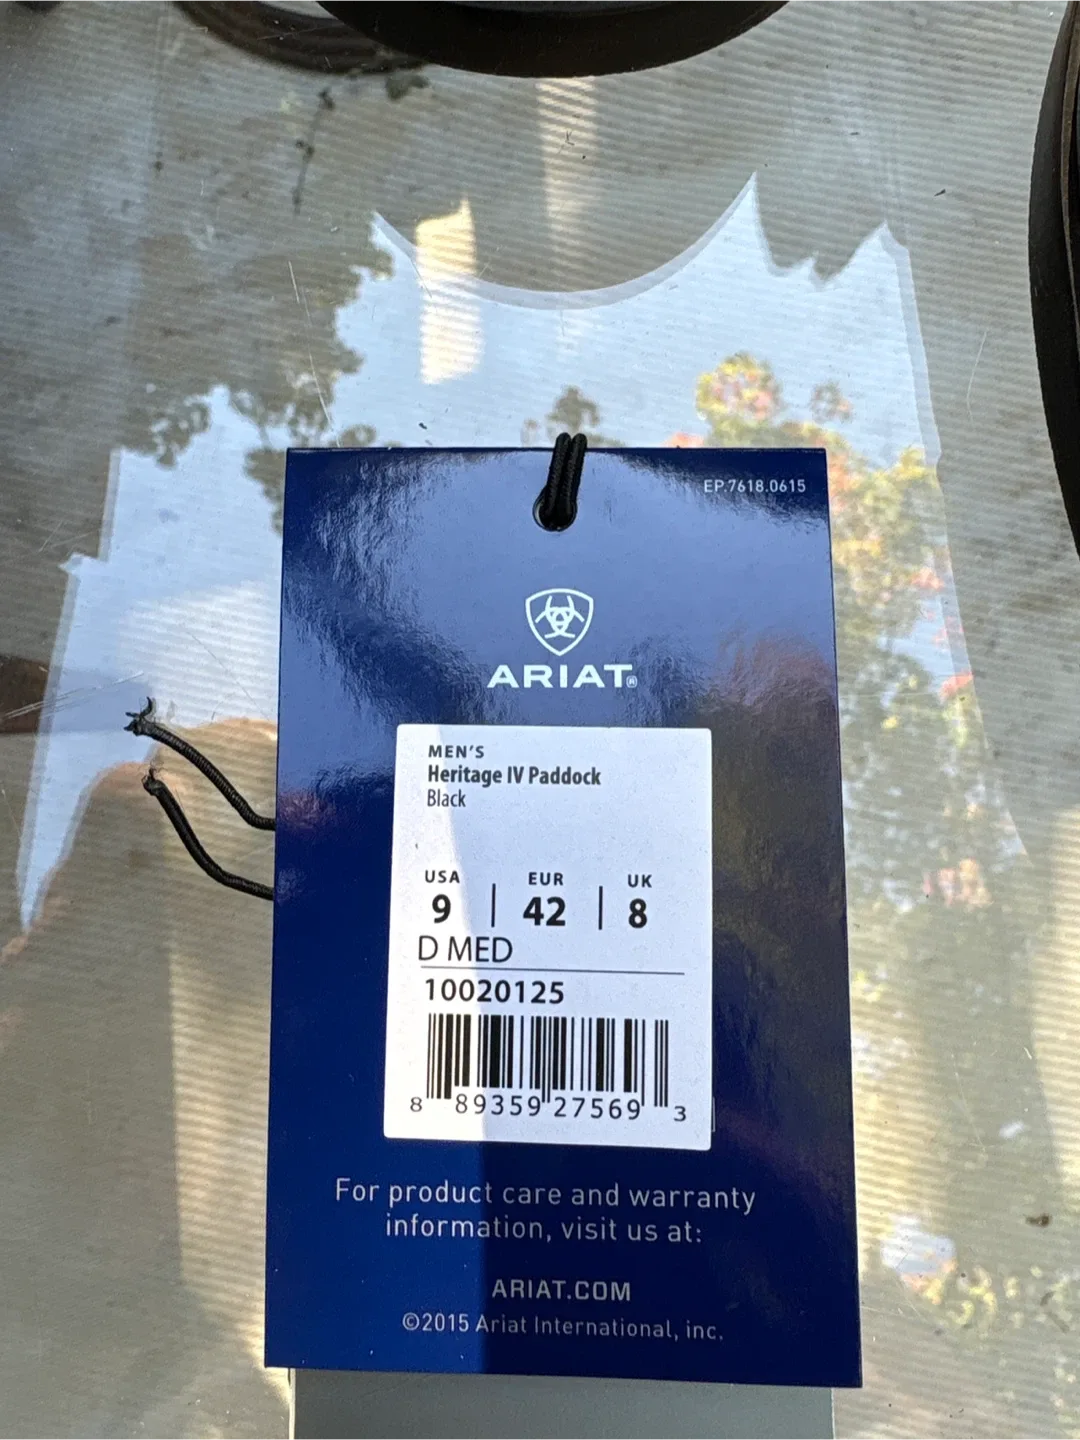 EP.7618.0615
ARIAT®
MEN'S
Heritage IV Paddock
Black
USA EUR UK
9 | 42 | 8
D MED
10020125
8 89359 27569 3
For product care and warranty
information, visit us at:
ARIAT.COM
©2015 Ariat International, inc.